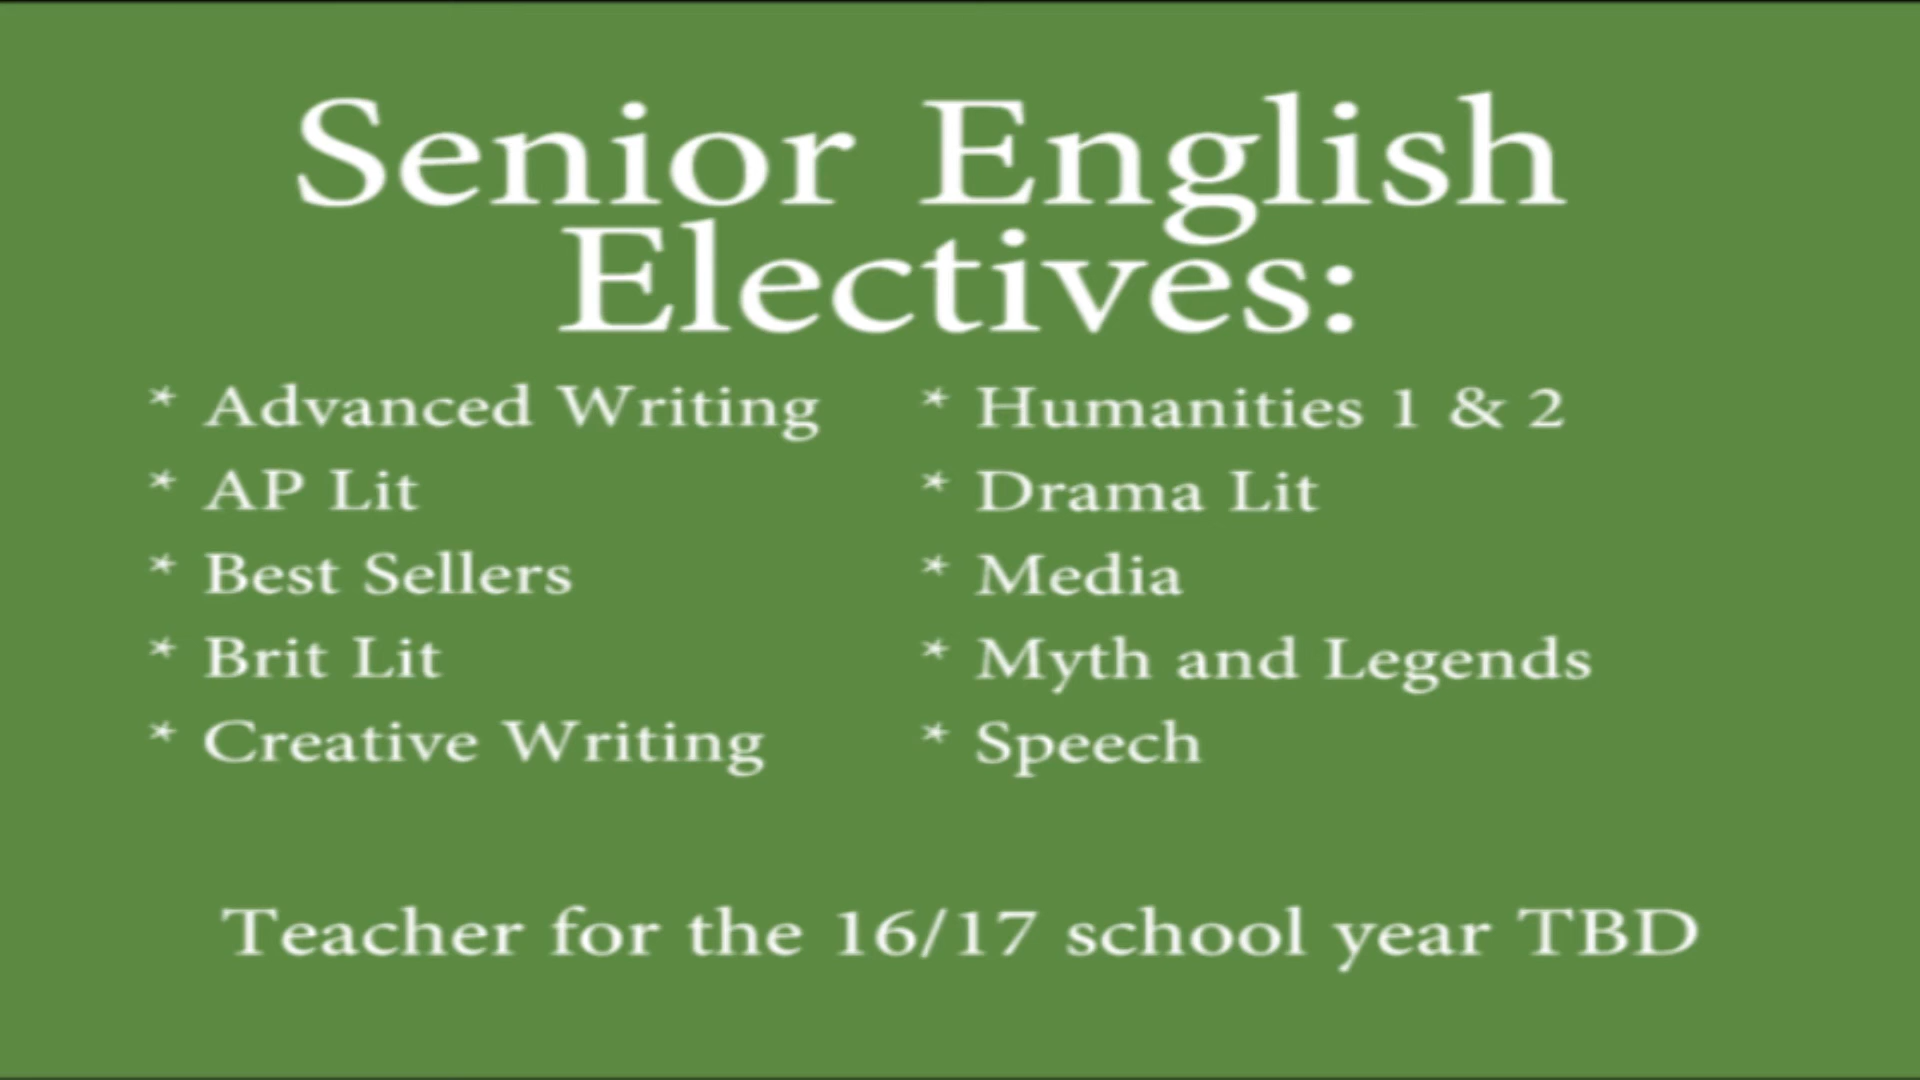 Senior English
Electives:
* Advanced Writing
* AP Lit
* Best Sellers
* Brit Lit
* Creative Writing
* Humanities 1 & 2
* Drama Lit
* Media
* Myth and Legends
* Speech
Teacher for the 16/17 school year TBD